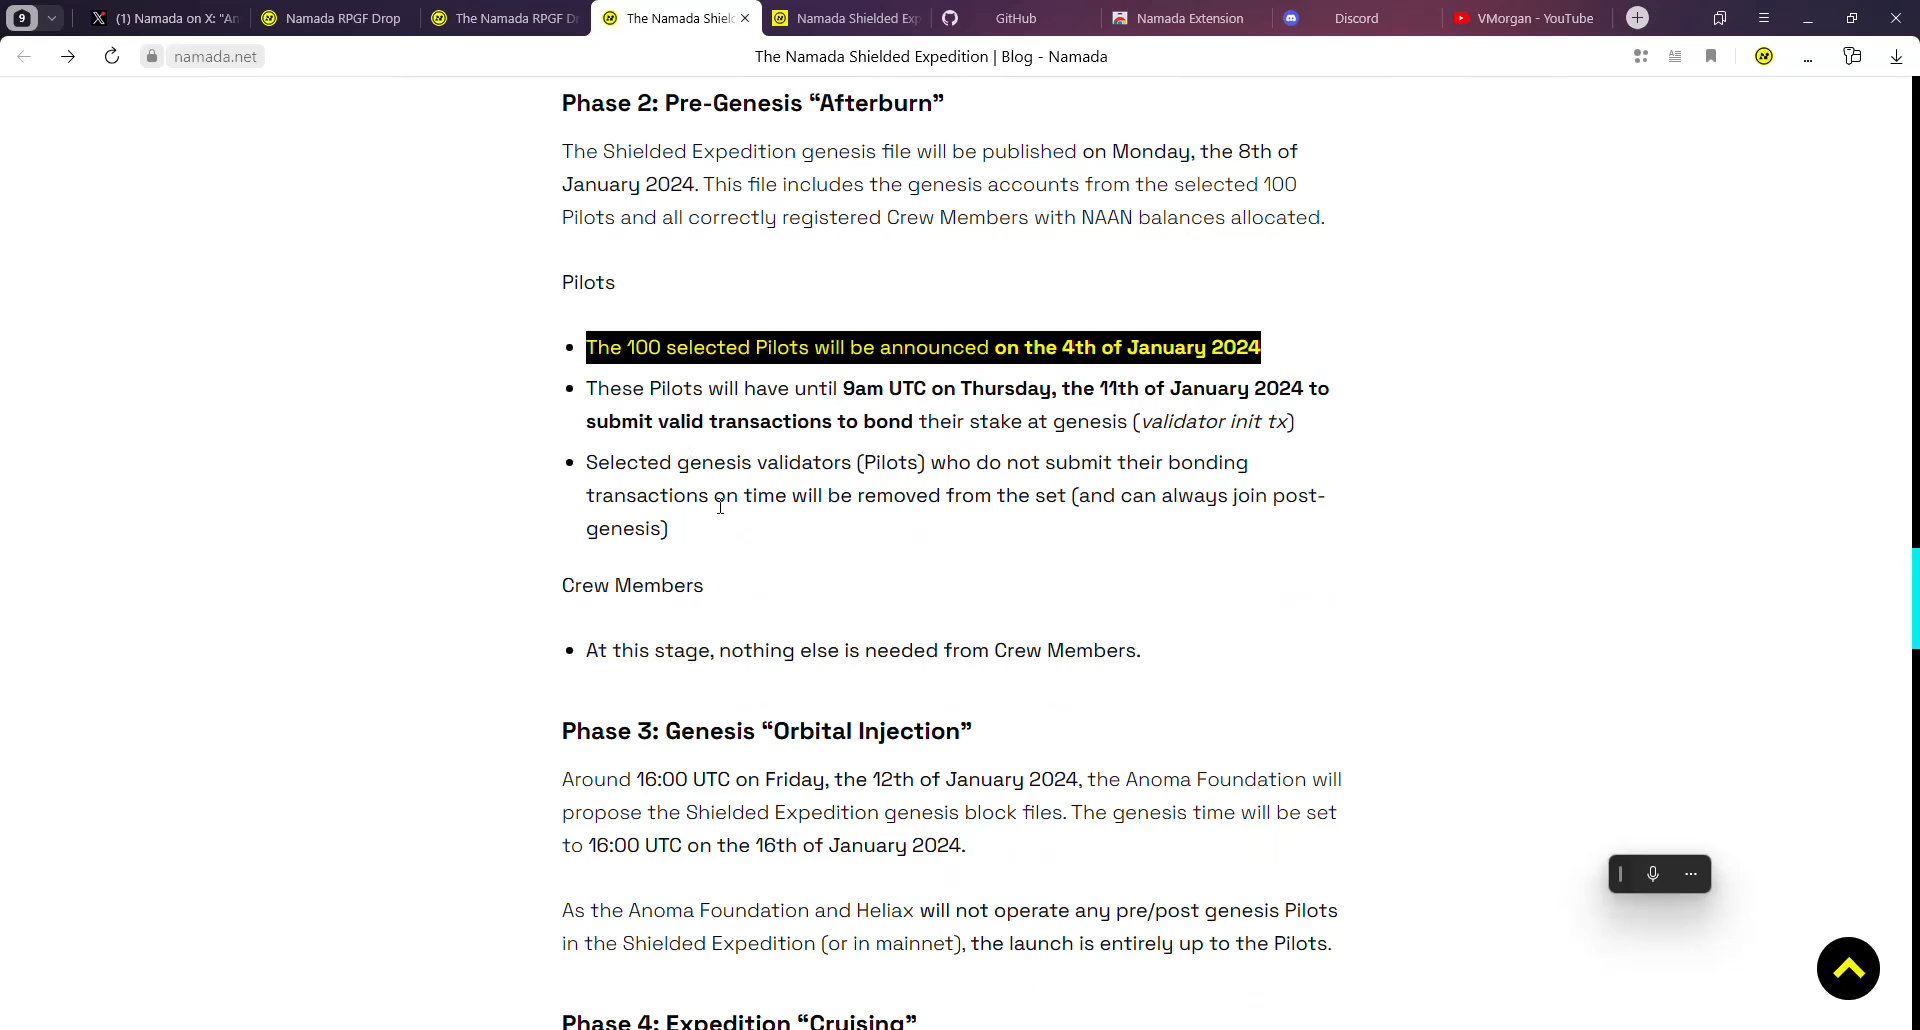 9
(1) Namada on X: "An
Namada RPGF Drop
The Namada RPGF Dr
The Namada Shiel
Namada Shielded Exp
GitHub
Namada Extension
Discord
VMorgan - YouTube
namada.net
The Namada Shielded Expedition | Blog - Namada
Phase 2: Pre-Genesis “Afterburn”
The Shielded Expedition genesis file will be published on Monday, the 8th of
January 2024. This file includes the genesis accounts from the selected 100
Pilots and all correctly registered Crew Members with NAAN balances allocated.
Pilots
• The 100 selected Pilots will be announced on the 4th of January 2024
• These Pilots will have until 9am UTC on Thursday, the 11th of January 2024 to
submit valid transactions to bond their stake at genesis (validator init tx)
• Selected genesis validators (Pilots) who do not submit their bonding
transactions on time will be removed from the set (and can always join post-
genesis)
Crew Members
• At this stage, nothing else is needed from Crew Members.
Phase 3: Genesis “Orbital Injection”
Around 16:00 UTC on Friday, the 12th of January 2024, the Anoma Foundation will
propose the Shielded Expedition genesis block files. The genesis time will be set
to 16:00 UTC on the 16th of January 2024.
As the Anoma Foundation and Heliax will not operate any pre/post genesis Pilots
in the Shielded Expedition (or in mainnet), the launch is entirely up to the Pilots.
Phase 4: Expedition “Cruising”